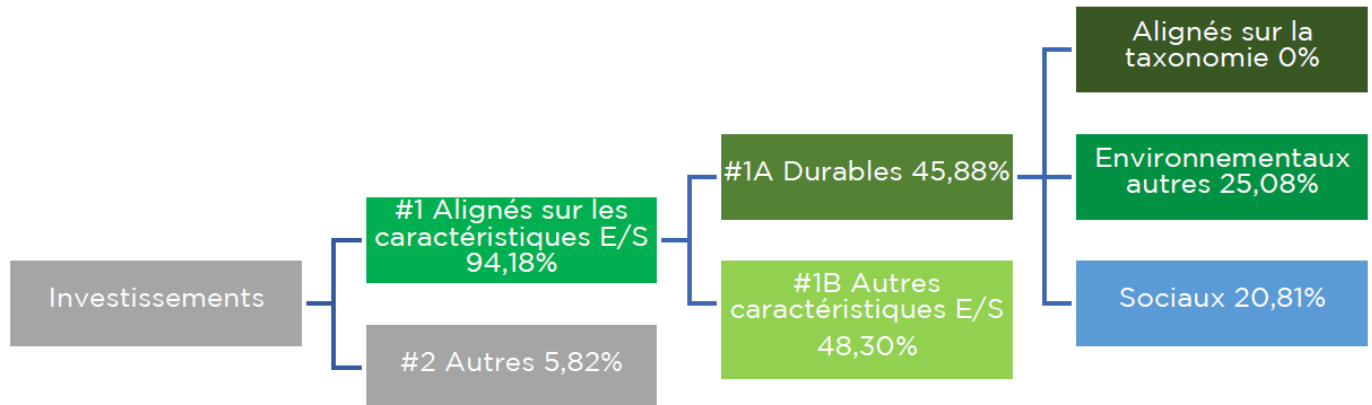 Investissements
#1 Alignés sur les
caractéristiques E/S
94,18%
#2 Autres 5,82%
#1A Durables 45,88%
#1B Autres
caractéristiques E/S
48,30%
Alignés sur la
taxonomie 0%
Environnementaux
autres 25,08%
Sociaux 20,81%